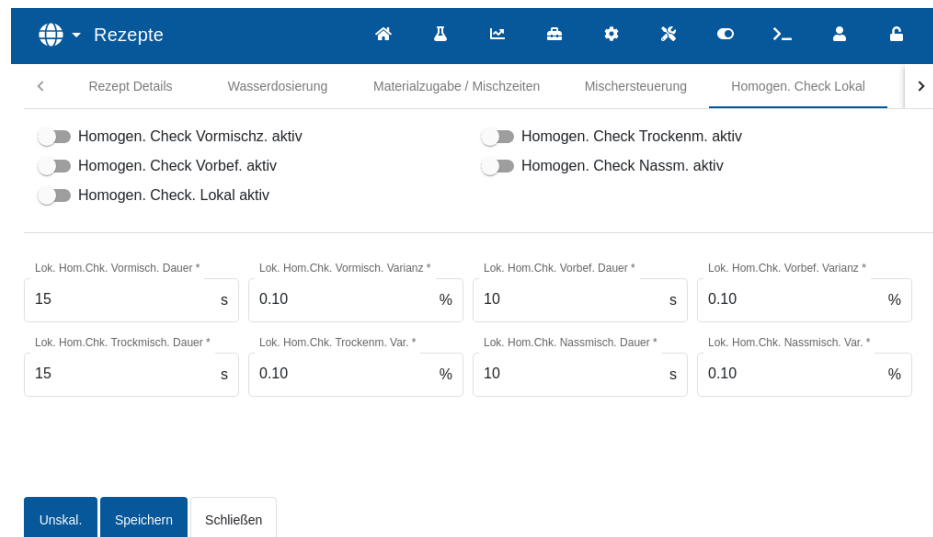 Rezepte
Rezept Details Wasserdosierung Materialzugabe / Mischzeiten Mischersteuerung Homogen. Check Lokal
Homogen. Check Vormischz. aktiv Homogen. Check Trockenm. aktiv
Homogen. Check Vorbef. aktiv Homogen. Check Nassm. aktiv
Homogen. Check. Lokal aktiv
Lok. Hom.Chk. Vormisch. Dauer * Lok. Hom.Chk. Vormisch. Varianz * Lok. Hom.Chk. Vorbef. Dauer * Lok. Hom.Chk. Vorbef. Varianz *
15 s 0.10 % 10 s 0.10 %
Lok. Hom.Chk. Trockmisch. Dauer * Lok. Hom.Chk. Trockenm. Var. * Lok. Hom.Chk. Nassmisch. Dauer * Lok. Hom.Chk. Nassmisch. Var. *
15 s 0.10 % 10 s 0.10 %
Unskal. Speichern Schließen